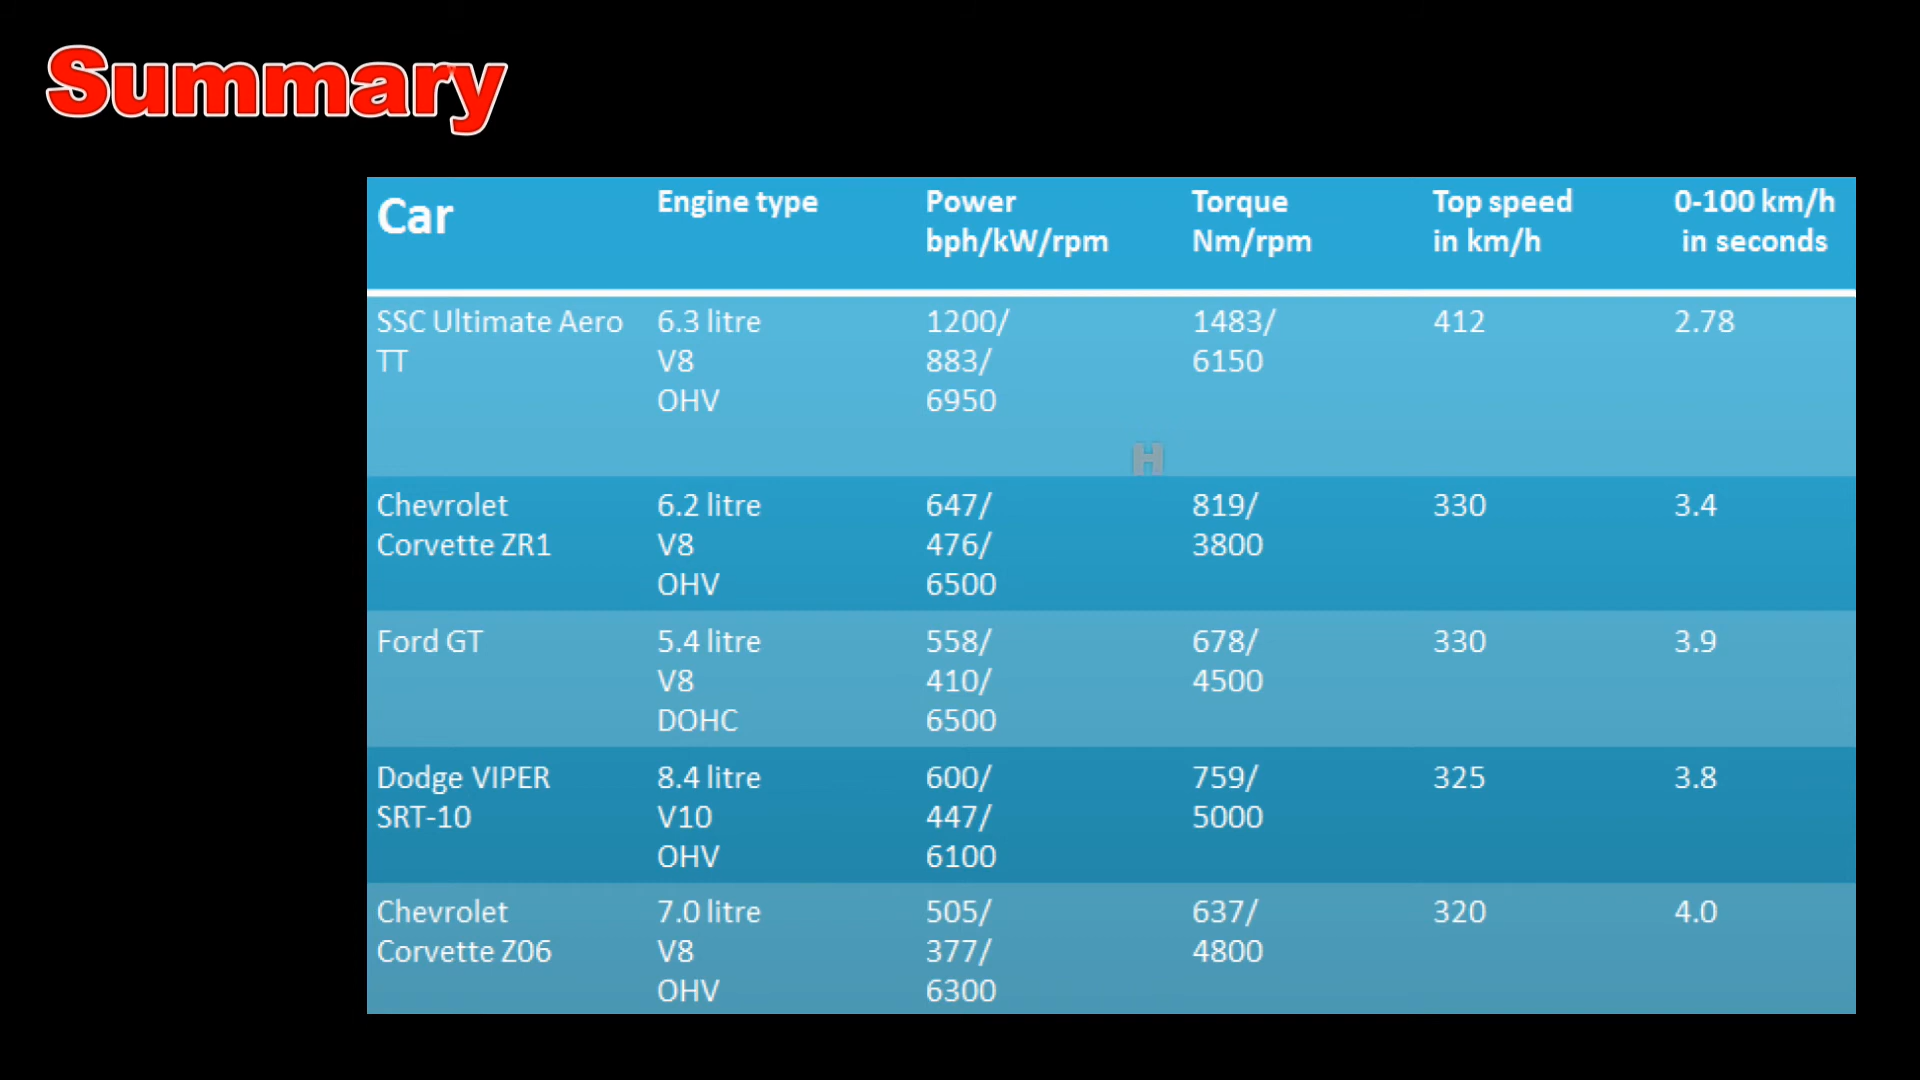 Summary
Car Engine type Power bph/kW/rpm Torque Nm/rpm Top speed in km/h 0-100 km/h in seconds
SSC Ultimate Aero TT 6.3 litre V8 OHV 1200/ 883/ 6950 1483/ 6150 412 2.78
H
Chevrolet Corvette ZR1 6.2 litre V8 OHV 647/ 476/ 6500 819/ 3800 330 3.4
Ford GT 5.4 litre V8 DOHC 558/ 410/ 6500 678/ 4500 330 3.9
Dodge VIPER SRT-10 8.4 litre V10 OHV 600/ 447/ 6100 759/ 5000 325 3.8
Chevrolet Corvette Z06 7.0 litre V8 OHV 505/ 377/ 6300 637/ 4800 320 4.0